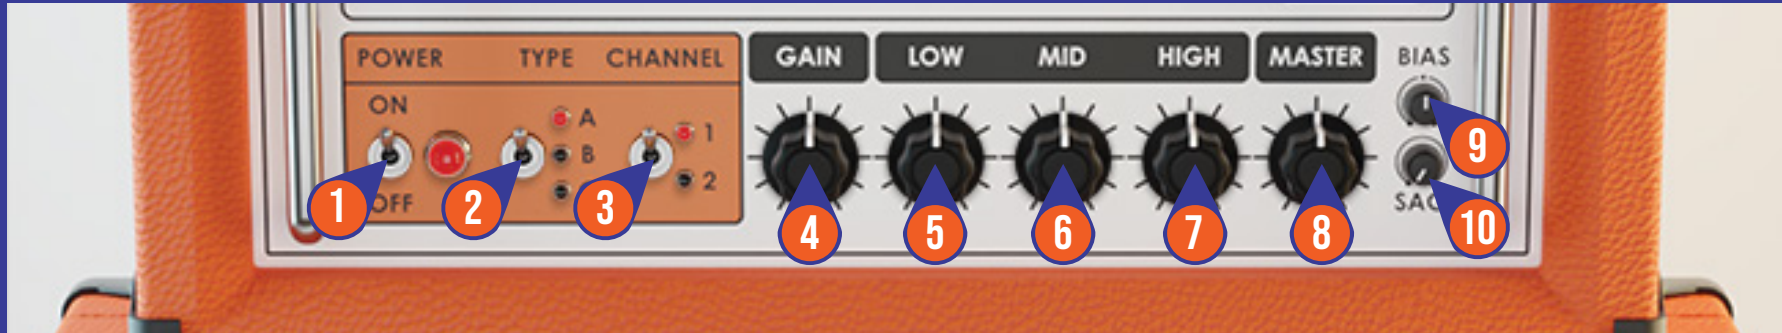 POWER TYPE CHANNEL GAIN LOW MID HIGH MASTER BIAS
ON
A
1
B
2
OFF
1 2 3 4 5 6 7 8 9 10